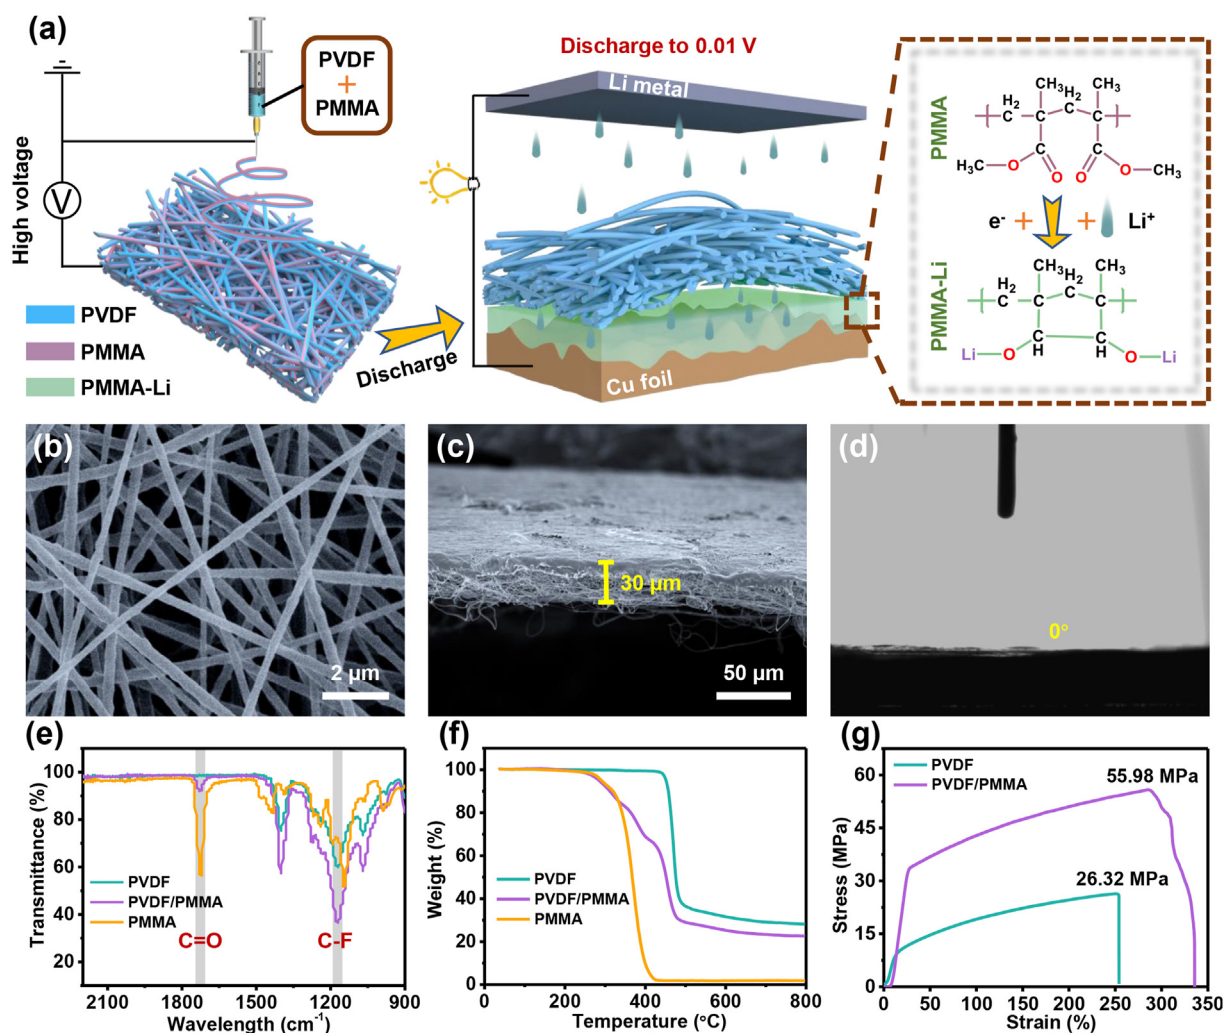 (a)
High voltage
V
PVDF
+
PMMA
PVDF
PMMA
PMMA-Li
Discharge
Discharge to 0.01 V
Li metal
Cu foil
PMMA
CH₃
H₂
C
H₂
C
CH₃
C
C
H₃C
O
O
O
O
CH₃
e⁻ + + Li⁺
PMMA-Li
CH₃
H₂
C
H₂
C
CH₃
C
H
C
H
Li
O
O
Li
(b)
2 µm
(c)
30 µm
50 µm
(d)
0°
(e)
Transmittance (%)
100
80
60
40
20
PVDF
PVDF/PMMA
PMMA
C=O
C-F
2100
1800
1500
1200
900
Wavelength (cm⁻¹)
(f)
Weight (%)
100
80
60
40
20
0
PVDF
PVDF/PMMA
PMMA
0
200
400
600
800
Temperature (°C)
(g)
Stress (MPa)
60
45
30
15
0
PVDF
PVDF/PMMA
55.98 MPa
26.32 MPa
0
50
100
150
200
250
300
350
Strain (%)